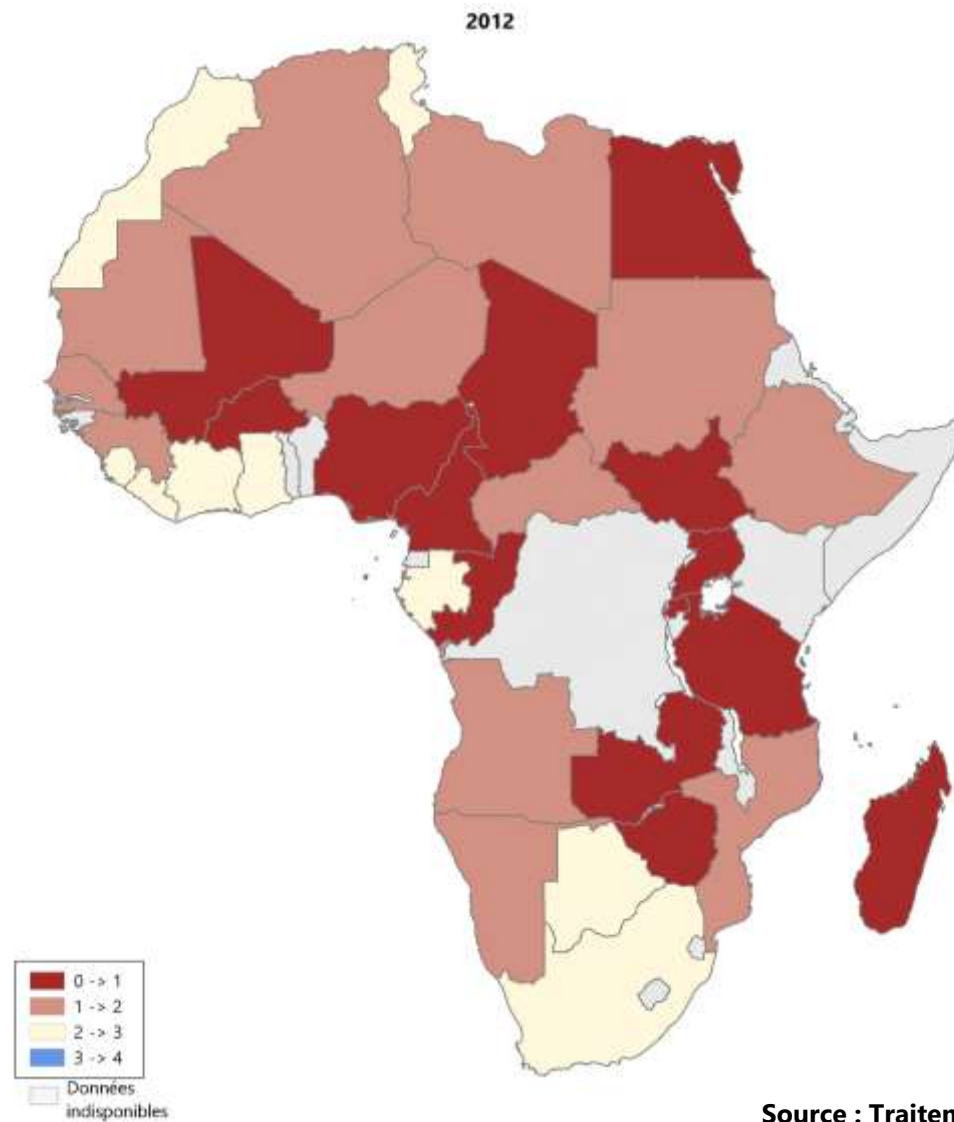 2012
0 -> 1
1 -> 2
2 -> 3
3 -> 4
Données
indisponibles
Source : Traiten